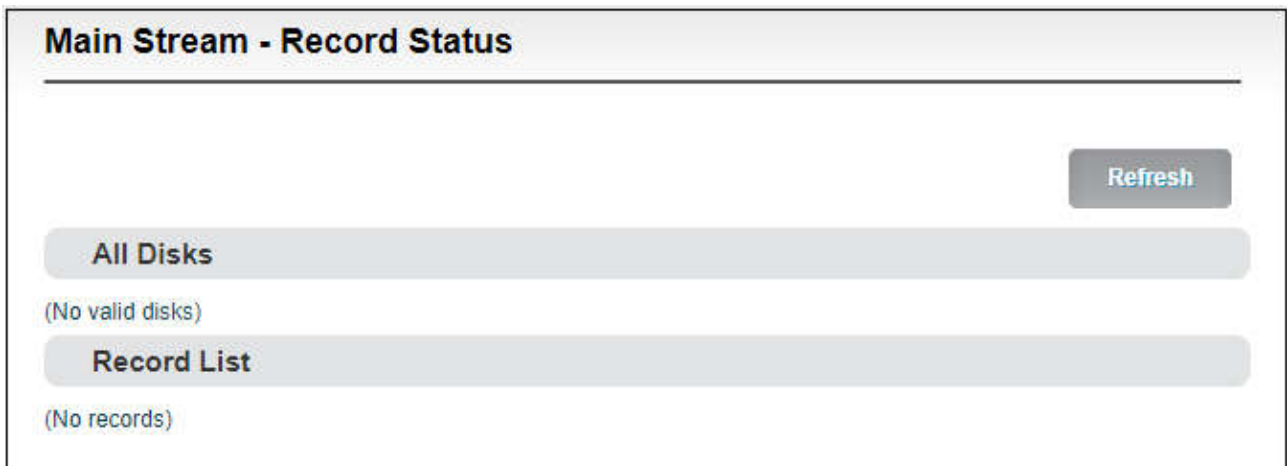 Main Stream - Record Status
Refresh
All Disks
(No valid disks)
Record List
(No records)